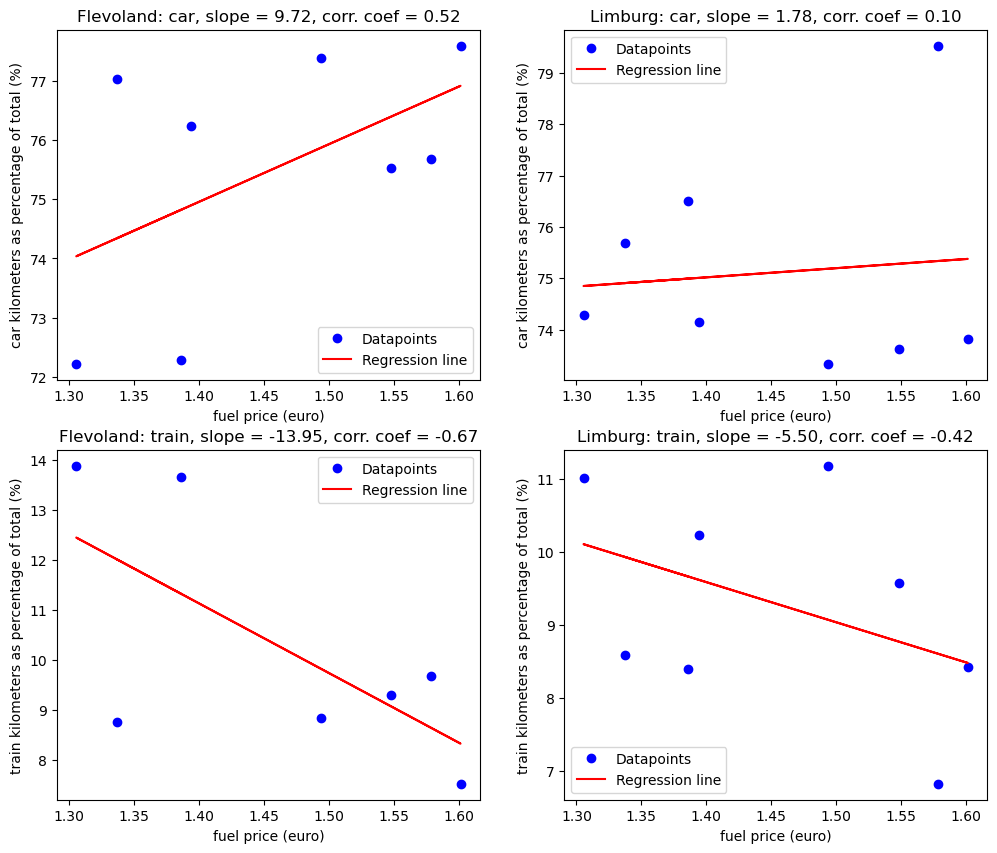 Flevoland: car, slope = 9.72, corr. coef = 0.52
car kilometers as percentage of total (%)
77
76
75
74
73
72
Datapoints
Regression line
1.30 1.35 1.40 1.45 1.50 1.55 1.60
fuel price (euro)
Limburg: car, slope = 1.78, corr. coef = 0.10
car kilometers as percentage of total (%)
Datapoints
Regression line
79
78
77
76
75
74
1.30 1.35 1.40 1.45 1.50 1.55 1.60
fuel price (euro)
Flevoland: train, slope = -13.95, corr. coef = -0.67
train kilometers as percentage of total (%)
Datapoints
Regression line
14
13
12
11
10
9
8
1.30 1.35 1.40 1.45 1.50 1.55 1.60
fuel price (euro)
Limburg: train, slope = -5.50, corr. coef = -0.42
train kilometers as percentage of total (%)
11
10
9
8
7
Datapoints
Regression line
1.30 1.35 1.40 1.45 1.50 1.55 1.60
fuel price (euro)